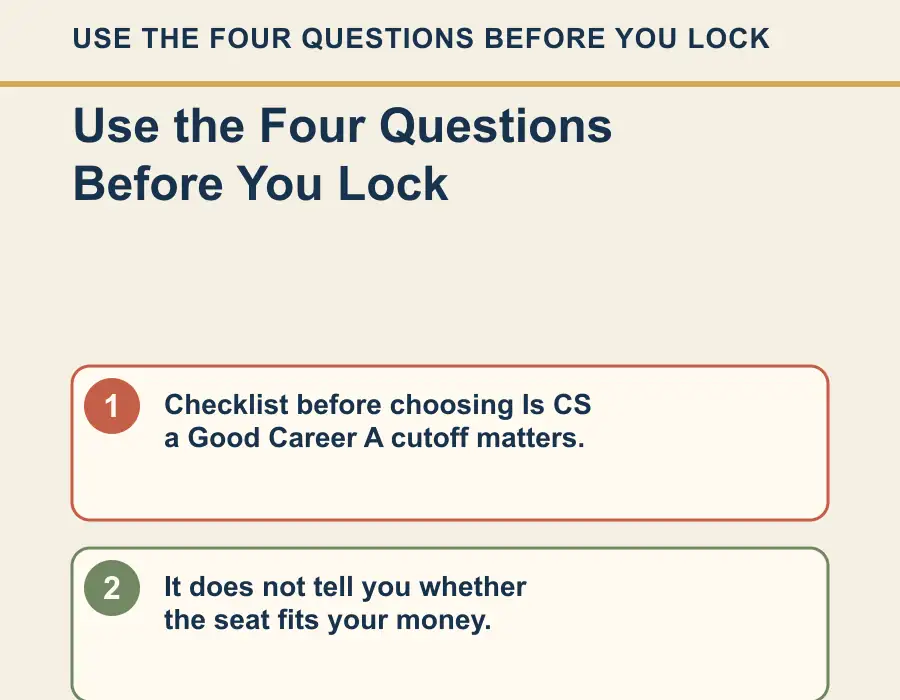 USE THE FOUR QUESTIONS BEFORE YOU LOCK
Use the Four Questions
Before You Lock
1
Checklist before choosing Is CS
a Good Career A cutoff matters.
2
It does not tell you whether
the seat fits your money.